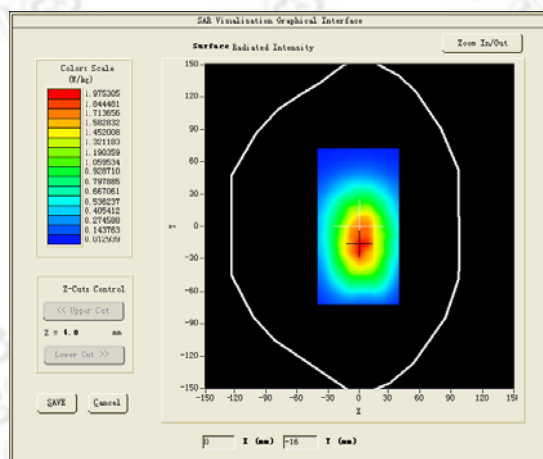 SAR Visualisation Graphical Interface
Surface Radiated Intensity
Zoom In/Out
Colors Scale
(W/kg)
1.975305
1.844481
1.713656
1.582832
1.452008
1.321183
1.190359
1.059534
0.928710
0.797885
0.667061
0.536237
0.405412
0.274588
0.143763
0.012939
Z-Cuts Control
<< Upper Cut
Z = 4.0 mm
Lower Cut >>
SAVE
Cancel
150
120
90
60
30
0
-30
-60
-90
-120
-150
Y
-150 -120 -90 -60 -30 0 30 60 90 120 150
X
0 X (mm) -16 Y (mm)